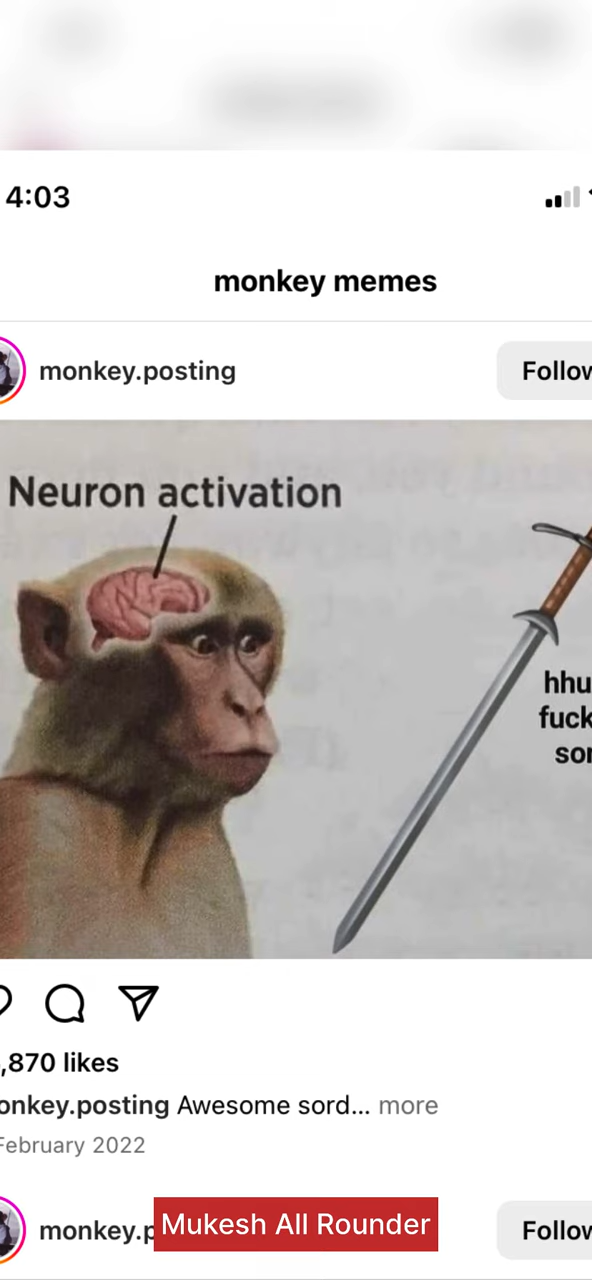 4:03
monkey memes
monkey.posting
Follow
Neuron activation
hhu
fuck
sor
,870 likes
onkey.posting Awesome sord... more
February 2022
monkey.p
Mukesh All Rounder
Follow